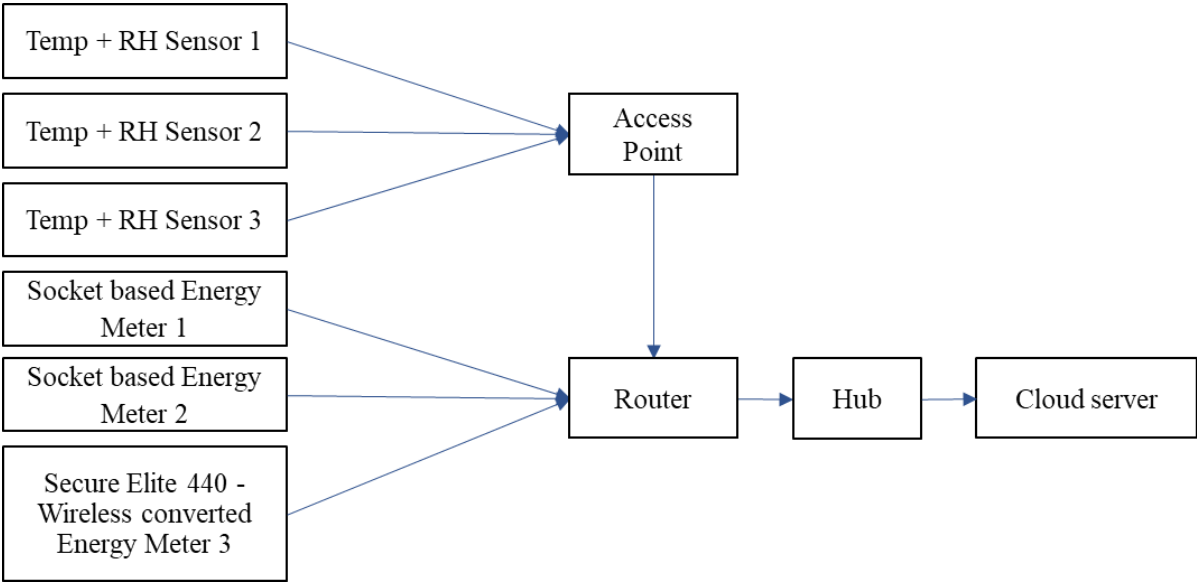 Temp + RH Sensor 1
Temp + RH Sensor 2
Temp + RH Sensor 3
Socket based Energy
Meter 1
Socket based Energy
Meter 2
Secure Elite 440 -
Wireless converted
Energy Meter 3
Access
Point
Router
Hub
Cloud server